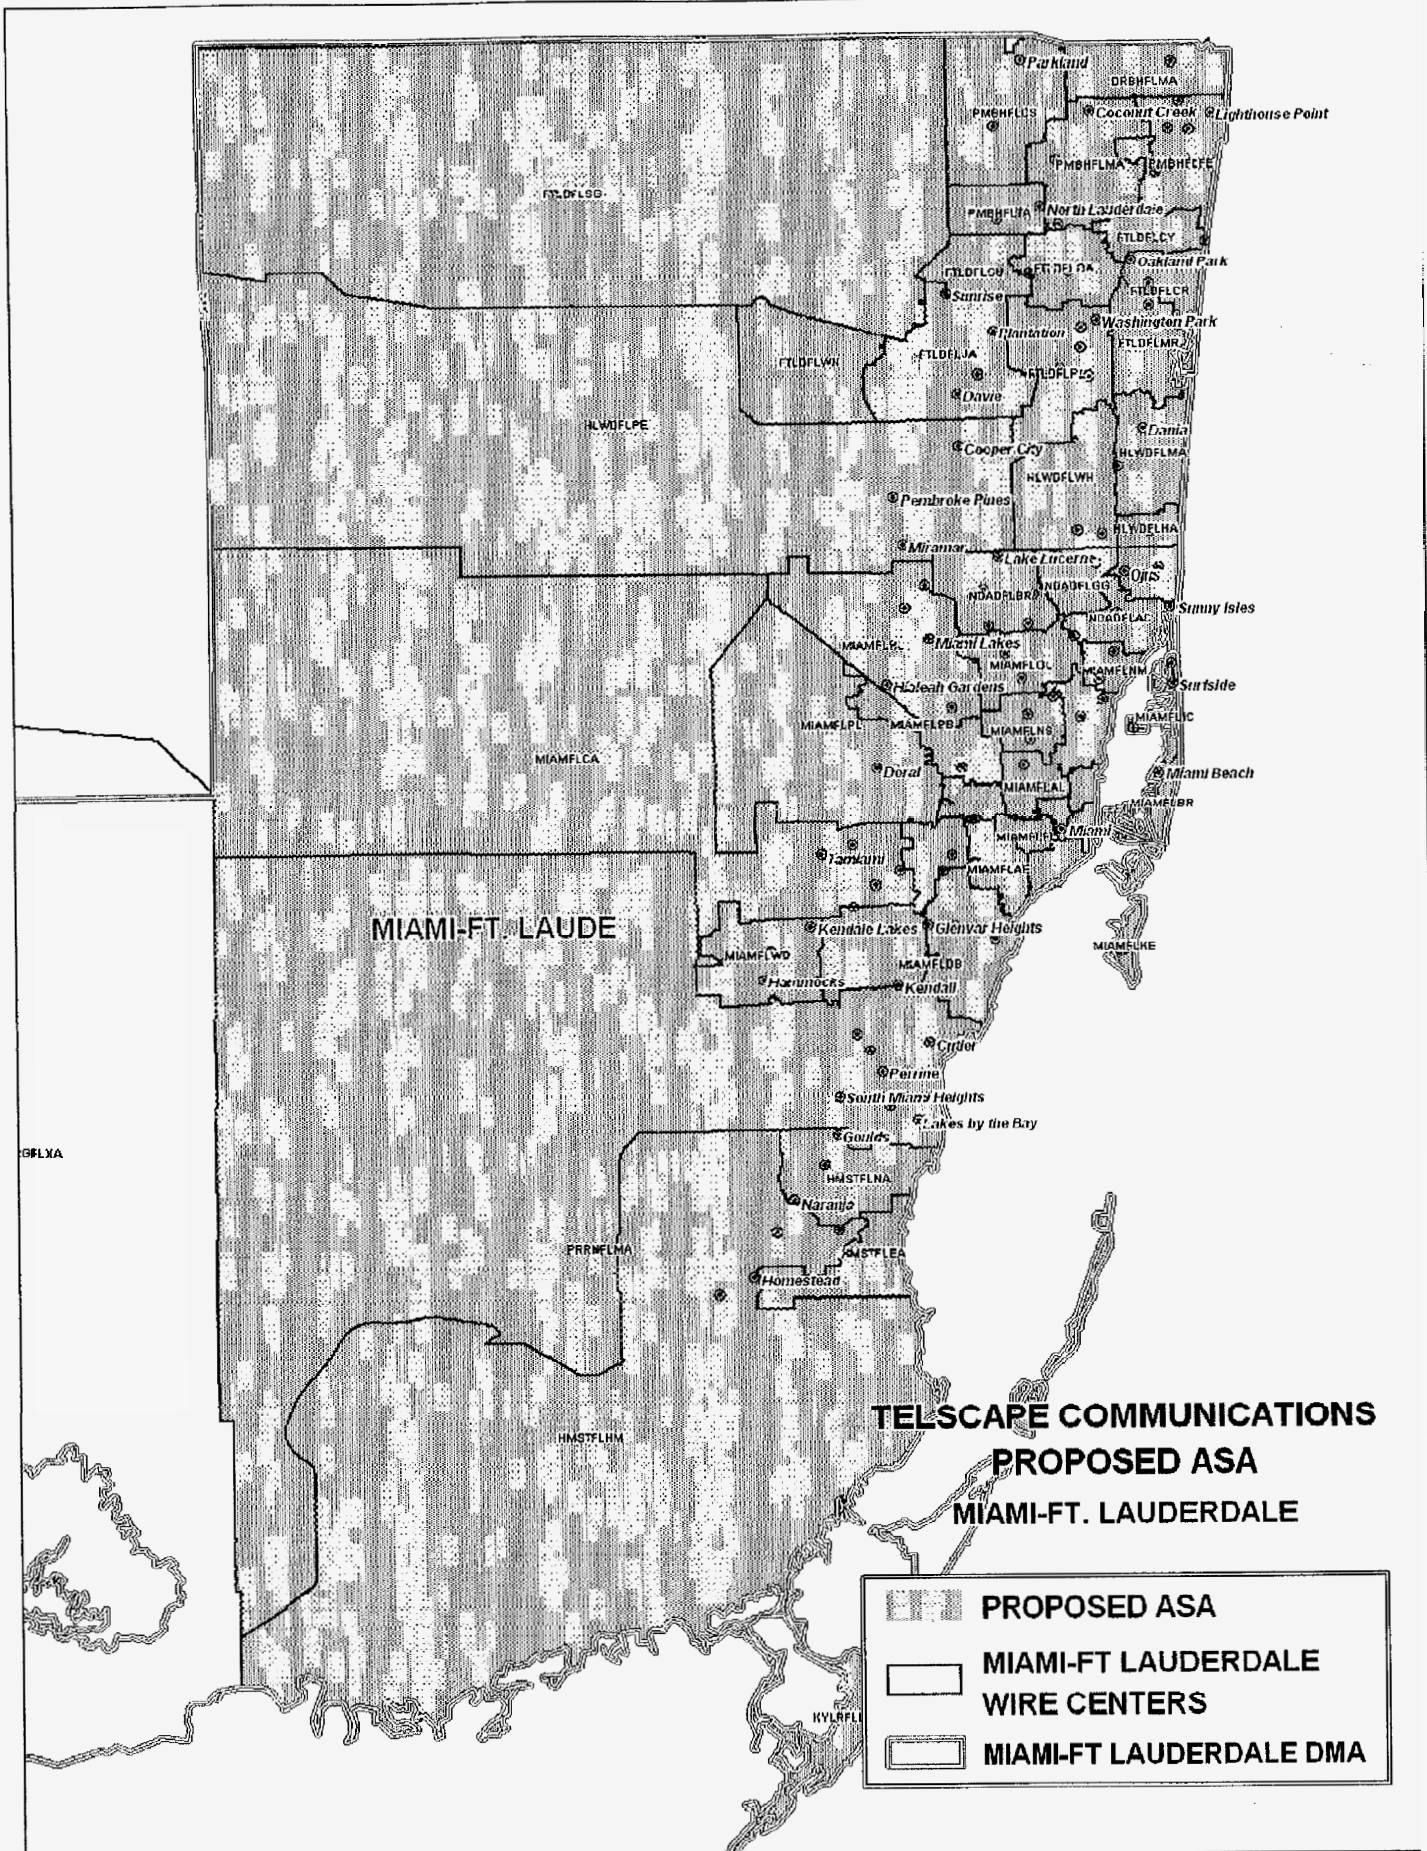 Parkland
DRBHFLMA
PMBHFLCS
Coconut Creek
Lighthouse Point
PMBHFLMA
PMBHFLFE
FTLDFLSG
PMBHFLTA
North Lauderdale
FTLDFLCY
Oakland Park
FTLDFLSU
FTLDFLOA
FTLDFLCR
Sunrise
Washington Park
Plantation
FTLDFLMR
FTLDFLWN
FTLDFLJA
FTLDFLPL
Davie
HLWDFLPE
Dania
Cooper City
HLWDFLMA
HLWDFLWH
Pembroke Pines
HLWDFLHA
Miramar
Lake Lucerne
Ojus
NDADFLGG
NDADFLBR
Sunny Isles
NDADFLAC
Miami Lakes
MIAMFLOL
MIAMFLNM
Hialeah Gardens
Surfside
MIAMFLIC
MIAMFLPL
MIAMFLPB
MIAMFLNS
MIAMFLCA
Doral
Miami Beach
MIAMFLAL
MIAMFLBR
Miami
Tamiami
MIAMFLAE
MIAMI-FT. LAUDE
Kendale Lakes
Glenvar Heights
MIAMFLKE
MIAMFLWD
MIAMFLDB
Hammocks
Kendall
Cutler
Perrine
South Miami Heights
Lakes by the Bay
Goulds
GFLXA
HMSTFLNA
Naranja
PRRNFLMA
HMSTFLEA
Homestead
TELSCAPE COMMUNICATIONS
PROPOSED ASA
HMSTFLHM
MIAMI-FT. LAUDERDALE
PROPOSED ASA
MIAMI-FT LAUDERDALE
WIRE CENTERS
KYLRFLL
MIAMI-FT LAUDERDALE DMA